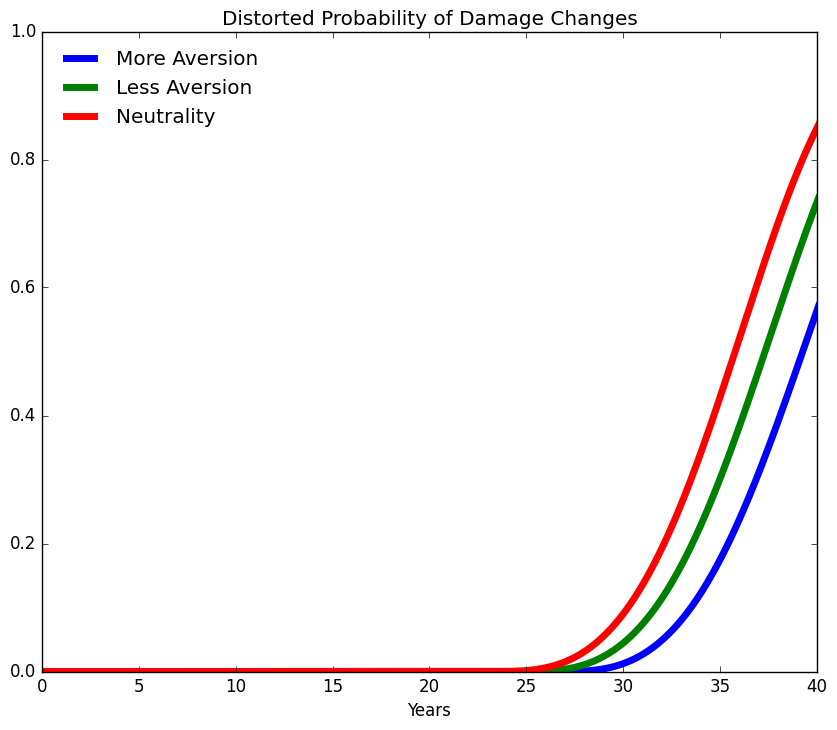 Distorted Probability of Damage Changes
1.0
More Aversion
Less Aversion
Neutrality
0.8
0.6
0.4
0.2
0.0
0 5 10 15 20 25 30 35 40
Years